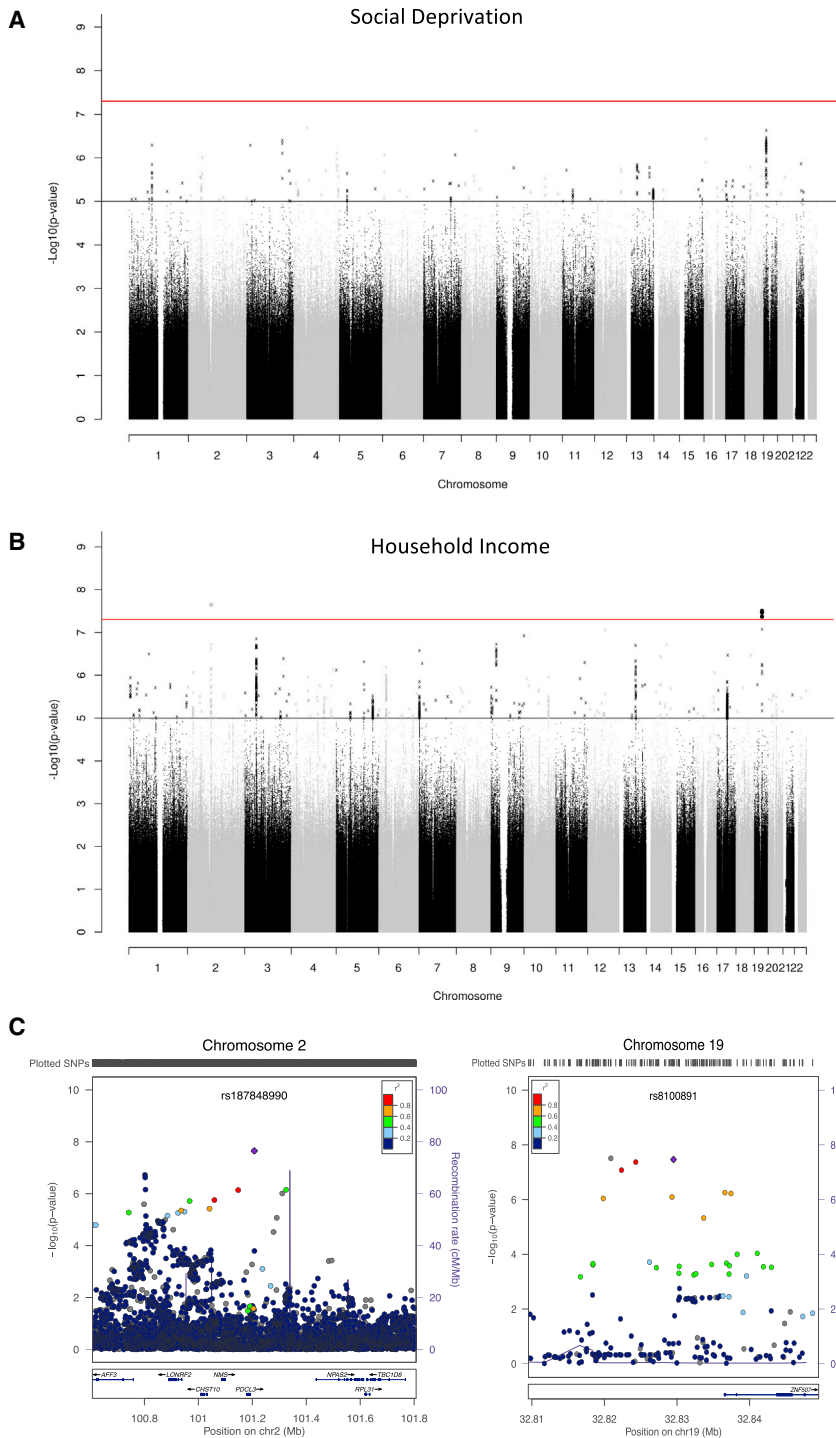 A
Social Deprivation
9
8
7
6
5
4
3
2
1
0
-Log10(p-value)
1 2 3 4 5 6 7 8 9 10 11 12 13 14 15 16 17 18 19 202122
Chromosome
B
Household Income
9
8
7
6
5
4
3
2
1
0
-Log10(p-value)
1 2 3 4 5 6 7 8 9 10 11 12 13 14 15 16 17 18 19 202122
Chromosome
C
Chromosome 2
Plotted SNPs
rs187848990
r²
0.8
0.6
0.4
0.2
10
8
6
4
2
0
−log₁₀(p−value)
100
80
60
40
20
0
Recombination rate (cM/Mb)
AFF3 LONRF2 NMS NPAS2 TBC1D8
CHST10 PDCL3 RPL31
100.8 101 101.2 101.4 101.6 101.8
Position on chr2 (Mb)
Chromosome 19
Plotted SNPs
rs8100891
r²
0.8
0.6
0.4
0.2
10
8
6
4
2
0
−log₁₀(p−value)
1
8
6
4
2
0
ZNF507
32.81 32.82 32.83 32.84
Position on chr19 (Mb)